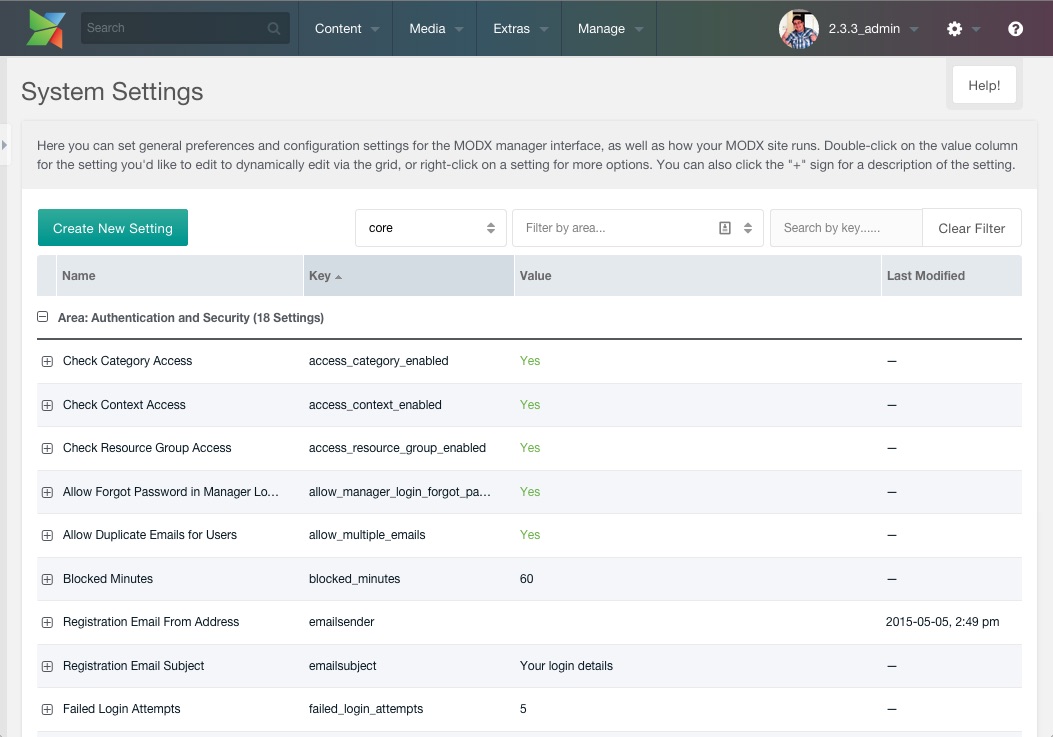 Search Content Media Extras Manage 2.3.3_admin
System Settings Help!
Here you can set general preferences and configuration settings for the MODX manager interface, as well as how your MODX site runs. Double-click on the value column
for the setting you'd like to edit to dynamically edit via the grid, or right-click on a setting for more options. You can also click the "+" sign for a description of the setting.
Create New Setting core Filter by area... Search by key...... Clear Filter
Name Key Value Last Modified
Area: Authentication and Security (18 Settings)
Check Category Access access_category_enabled Yes —
Check Context Access access_context_enabled Yes —
Check Resource Group Access access_resource_group_enabled Yes —
Allow Forgot Password in Manager Lo... allow_manager_login_forgot_pa... Yes —
Allow Duplicate Emails for Users allow_multiple_emails Yes —
Blocked Minutes blocked_minutes 60 —
Registration Email From Address emailsender 2015-05-05, 2:49 pm
Registration Email Subject emailsubject Your login details —
Failed Login Attempts failed_login_attempts 5 —